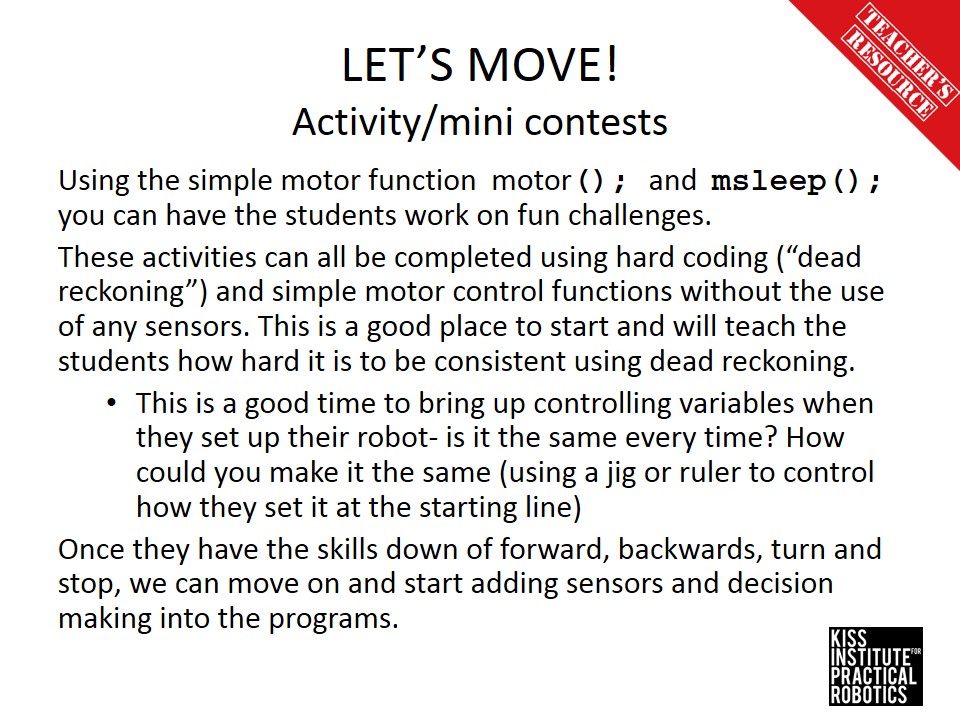 LET’S MOVE!
Activity/mini contests
TEACHER'S
RESOURCE
Using the simple motor function motor(); and msleep();
you can have the students work on fun challenges.
These activities can all be completed using hard coding (“dead
reckoning”) and simple motor control functions without the use
of any sensors. This is a good place to start and will teach the
students how hard it is to be consistent using dead reckoning.
• This is a good time to bring up controlling variables when
they set up their robot- is it the same every time? How
could you make it the same (using a jig or ruler to control
how they set it at the starting line)
Once they have the skills down of forward, backwards, turn and
stop, we can move on and start adding sensors and decision
making into the programs.
KISS
INSTITUTE FOR
PRACTICAL
ROBOTICS